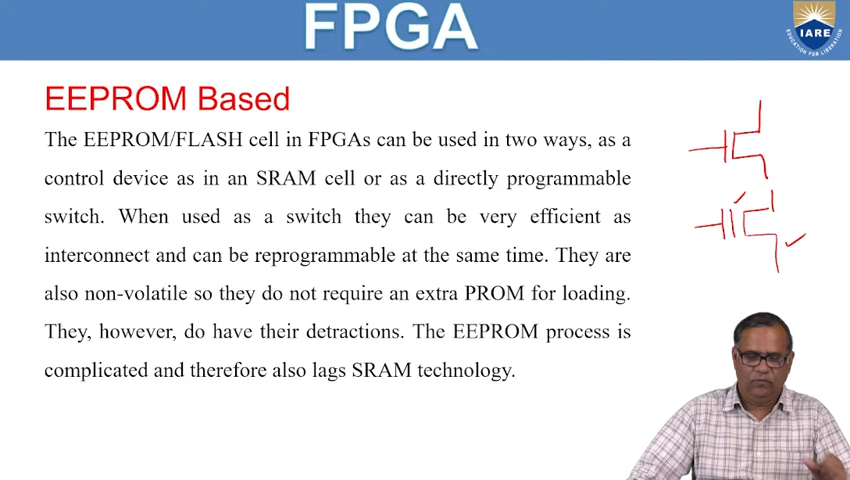 FPGA
IARE
EDUCATION FOR LIBERATION
EEPROM Based
The EEPROM/FLASH cell in FPGAs can be used in two ways, as a
control device as in an SRAM cell or as a directly programmable
switch. When used as a switch they can be very efficient as
interconnect and can be reprogrammable at the same time. They are
also non-volatile so they do not require an extra PROM for loading.
They, however, do have their detractions. The EEPROM process is
complicated and therefore also lags SRAM technology.